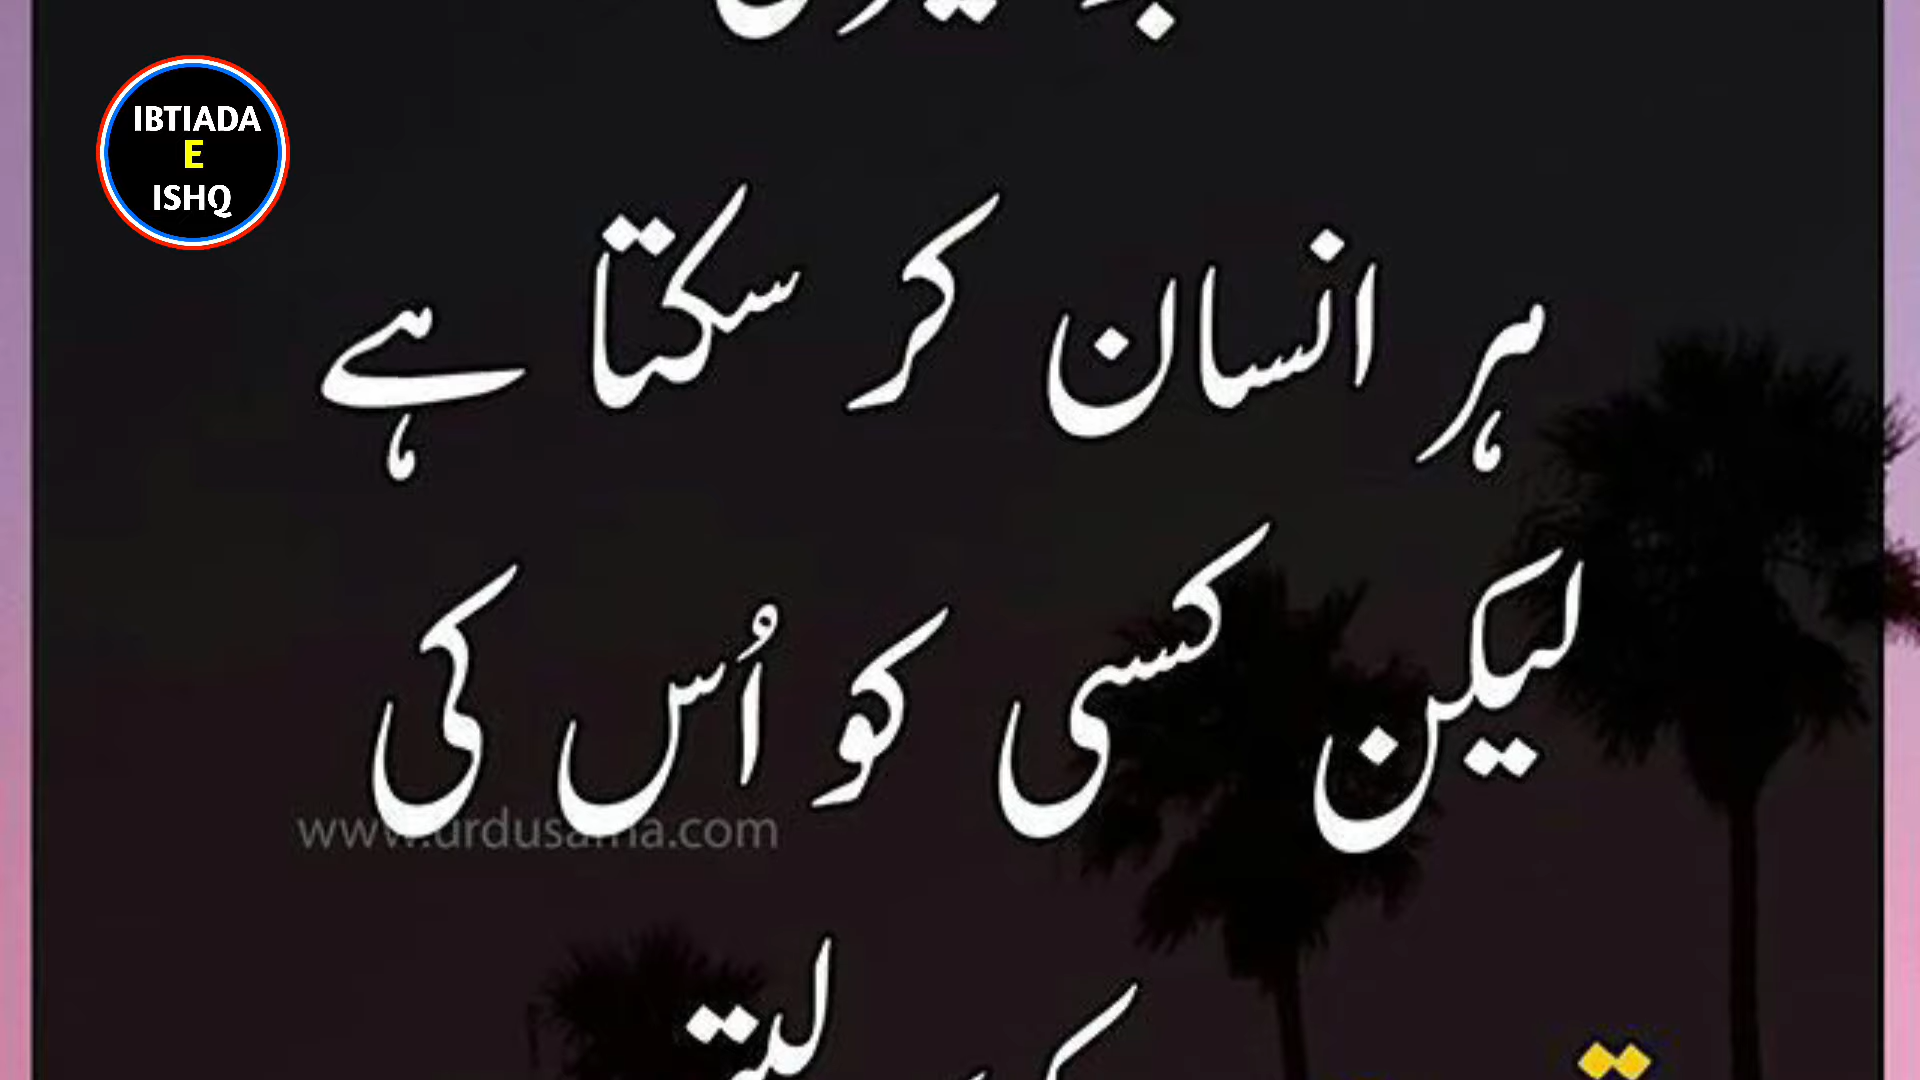 IBTIADA
E
ISHQ
ہر انسان کر سکتا ہے
لیکن کسی کو اُس کی
www.urdusama.com